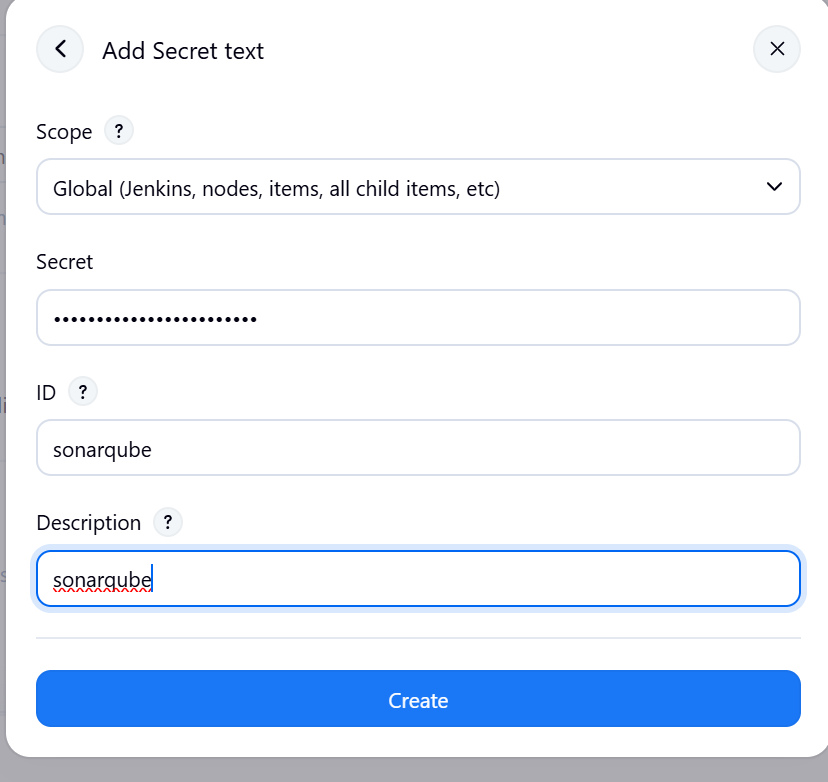 Add Secret text
Scope ?
Global (Jenkins, nodes, items, all child items, etc)
Secret
••••••••••••••••••••••••
ID ?
sonarqube
Description ?
sonarqube
Create